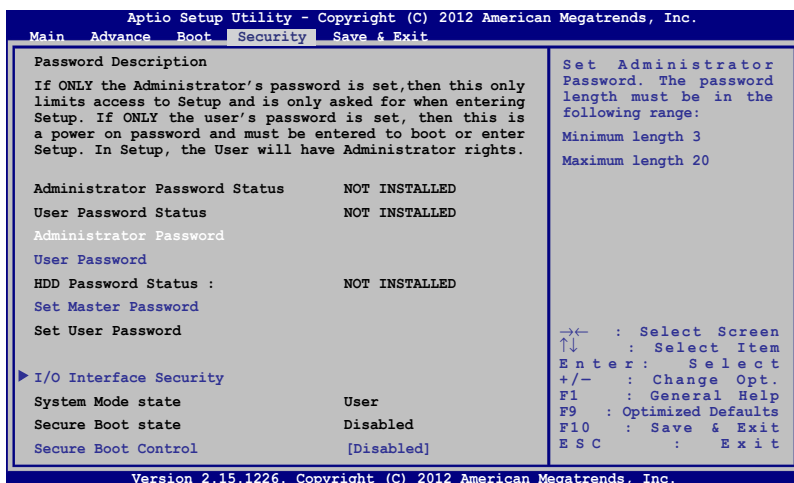 Aptio Setup Utility - Copyright (C) 2012 American Megatrends, Inc.
Main Advance Boot Security Save & Exit
Password Description
If ONLY the Administrator's password is set,then this only
limits access to Setup and is only asked for when entering
Setup. If ONLY the user's password is set, then this is
a power on password and must be entered to boot or enter
Setup. In Setup, the User will have Administrator rights.
Administrator Password Status NOT INSTALLED
User Password Status NOT INSTALLED
Administrator Password
User Password
HDD Password Status : NOT INSTALLED
Set Master Password
Set User Password
I/O Interface Security
System Mode state User
Secure Boot state Disabled
Secure Boot Control [Disabled]
Set Administrator
Password. The password
length must be in the
following range:
Minimum length 3
Maximum length 20
→← : Select Screen
↑↓ : Select Item
Enter: Select
+/— : Change Opt.
F1 : General Help
F9 : Optimized Defaults
F10 : Save & Exit
ESC : Exit
Version 2.15.1226. Copyright (C) 2012 American Megatrends, Inc.